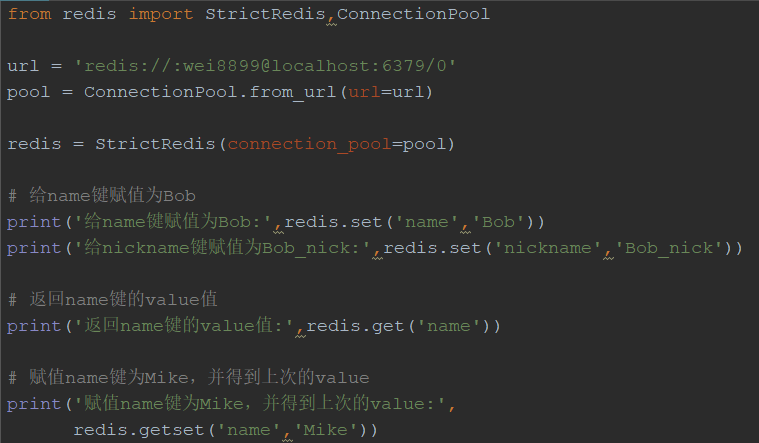 from redis import StrictRedis,ConnectionPool
url = 'redis://:wei8899@localhost:6379/0'
pool = ConnectionPool.from_url(url=url)
redis = StrictRedis(connection_pool=pool)
# 给name键赋值为Bob
print('给name键赋值为Bob:',redis.set('name','Bob'))
print('给nickname键赋值为Bob_nick:',redis.set('nickname','Bob_nick'))
# 返回name键的value值
print('返回name键的value值:',redis.get('name'))
# 赋值name键为Mike，并得到上次的value
print('赋值name键为Mike，并得到上次的value:',
redis.getset('name','Mike'))